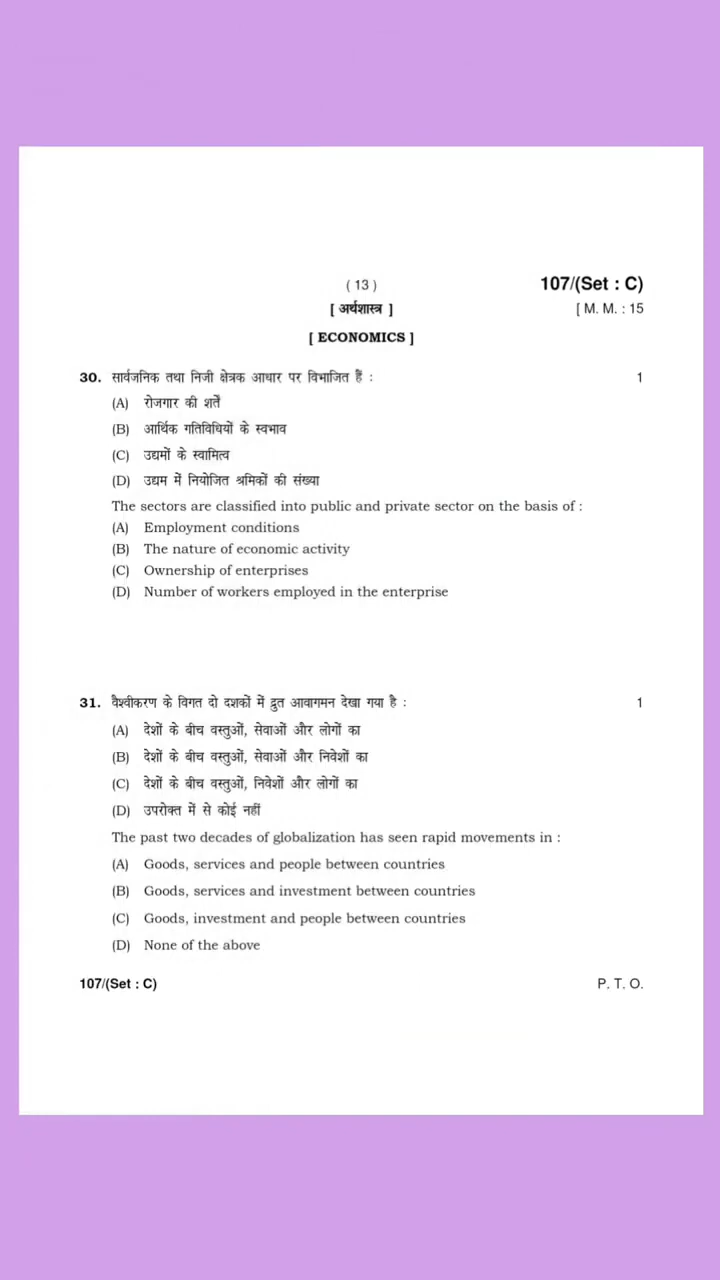 ( 13 )
107/(Set : C)
[ अर्थशास्त्र ]
[ M. M. : 15
[ ECONOMICS ]
30. सार्वजनिक तथा निजी क्षेत्रक आधार पर विभाजित हैं : 1
(A) रोजगार की शर्तें
(B) आर्थिक गतिविधियों के स्वभाव
(C) उद्यमों के स्वामित्व
(D) उद्यम में नियोजित श्रमिकों की संख्या
The sectors are classified into public and private sector on the basis of :
(A) Employment conditions
(B) The nature of economic activity
(C) Ownership of enterprises
(D) Number of workers employed in the enterprise
31. वैश्वीकरण के विगत दो दशकों में द्रुत आवागमन देखा गया है : 1
(A) देशों के बीच वस्तुओं, सेवाओं और लोगों का
(B) देशों के बीच वस्तुओं, सेवाओं और निवेशों का
(C) देशों के बीच वस्तुओं, निवेशों और लोगों का
(D) उपरोक्त में से कोई नहीं
The past two decades of globalization has seen rapid movements in :
(A) Goods, services and people between countries
(B) Goods, services and investment between countries
(C) Goods, investment and people between countries
(D) None of the above
107/(Set : C)
P. T. O.